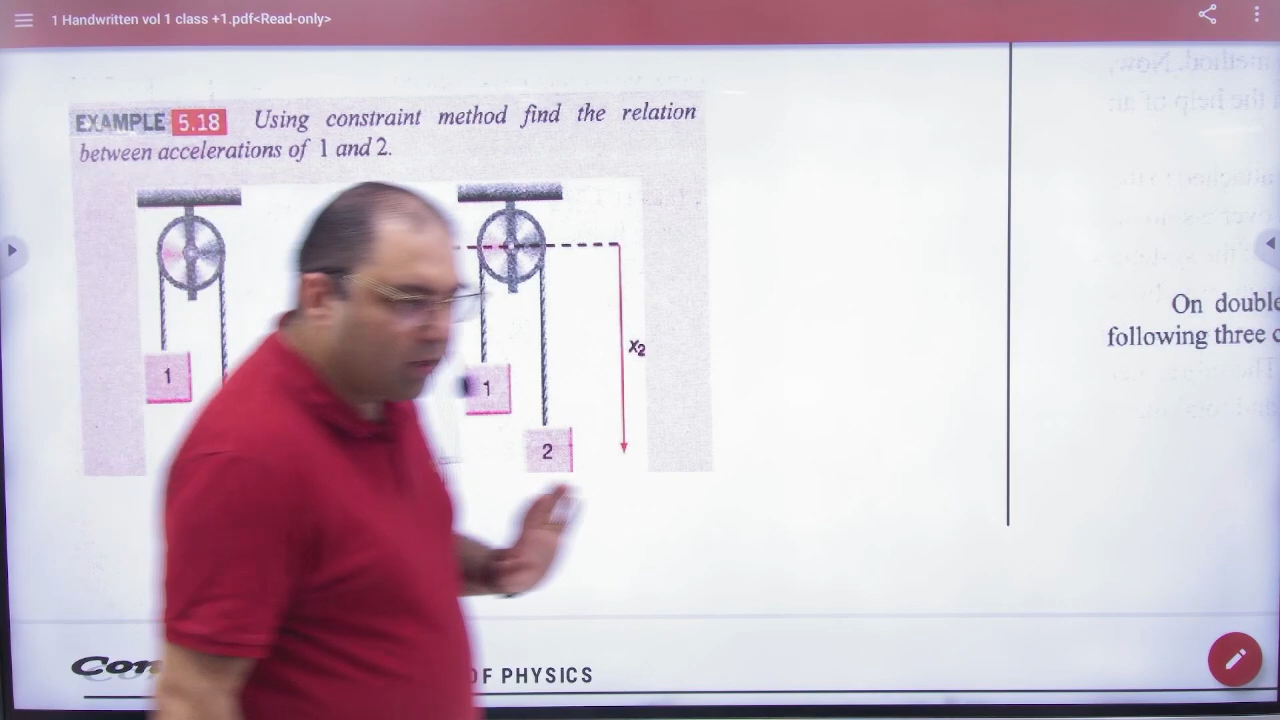 1 Handwritten vol 1 class +1.pdf<Read-only>
EXAMPLE 5.18 Using constraint method find the relation
between accelerations of 1 and 2.
1
1
2
x2
On double
following three c
Con
OF PHYSICS